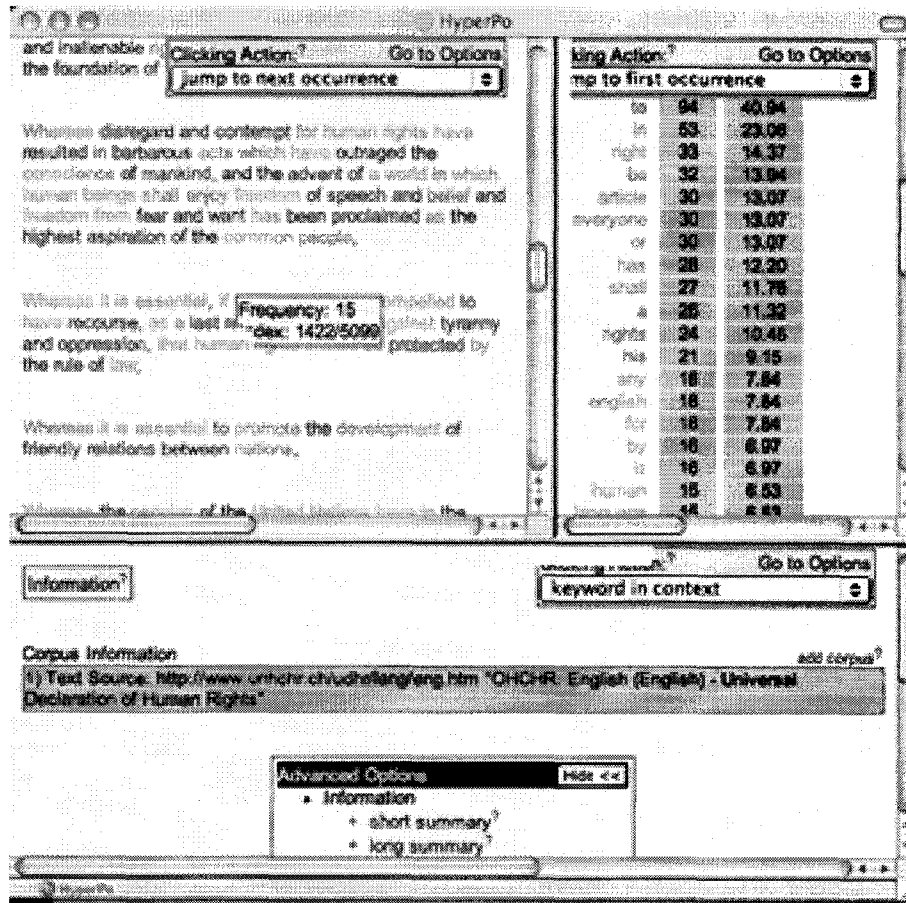 HyperPo
and inalienable
the foundation of
Clicking Action:? Go to Options
jump to next occurrence
Whereas disregard and contempt for human rights have
resulted in barbarous acts which have outraged the
conscience of mankind, and the advent of a world in which
human beings shall enjoy freedom of speech and belief and
freedom from fear and want has been proclaimed as the
highest aspiration of the common people,
Whereas it is essential, if
to
have recourse, as a last
tyranny
and oppression, that human
protected by
the rule of law,
Frequency: 15
dex: 1422/5099
Whereas it is essential to promote the development of
friendly relations between nations,
Whereas the
of the United Nations have in the
king Action:? Go to Options
mp to first occurrence
to 94 40.94
in 53 23.08
right 33 14.37
be 32 13.94
article 30 13.07
everyone 30 13.07
or 30 13.07
has 28 12.20
shall 27 11.76
a 26 11.32
rights 24 10.45
his 21 9.15
any 18 7.84
english 18 7.84
for 18 7.84
by 16 6.97
is 16 6.97
human 15 6.53
Information?
Go to Options
keyword in context
Corpus Information
add corpus?
1) Text Source: http://www.unhchr.ch/udhr/lang/eng.htm "OHCHR: English (English) - Universal
Declaration of Human Rights"
Advanced Options Hide <<
Information
short summary?
long summary?
HyperPo